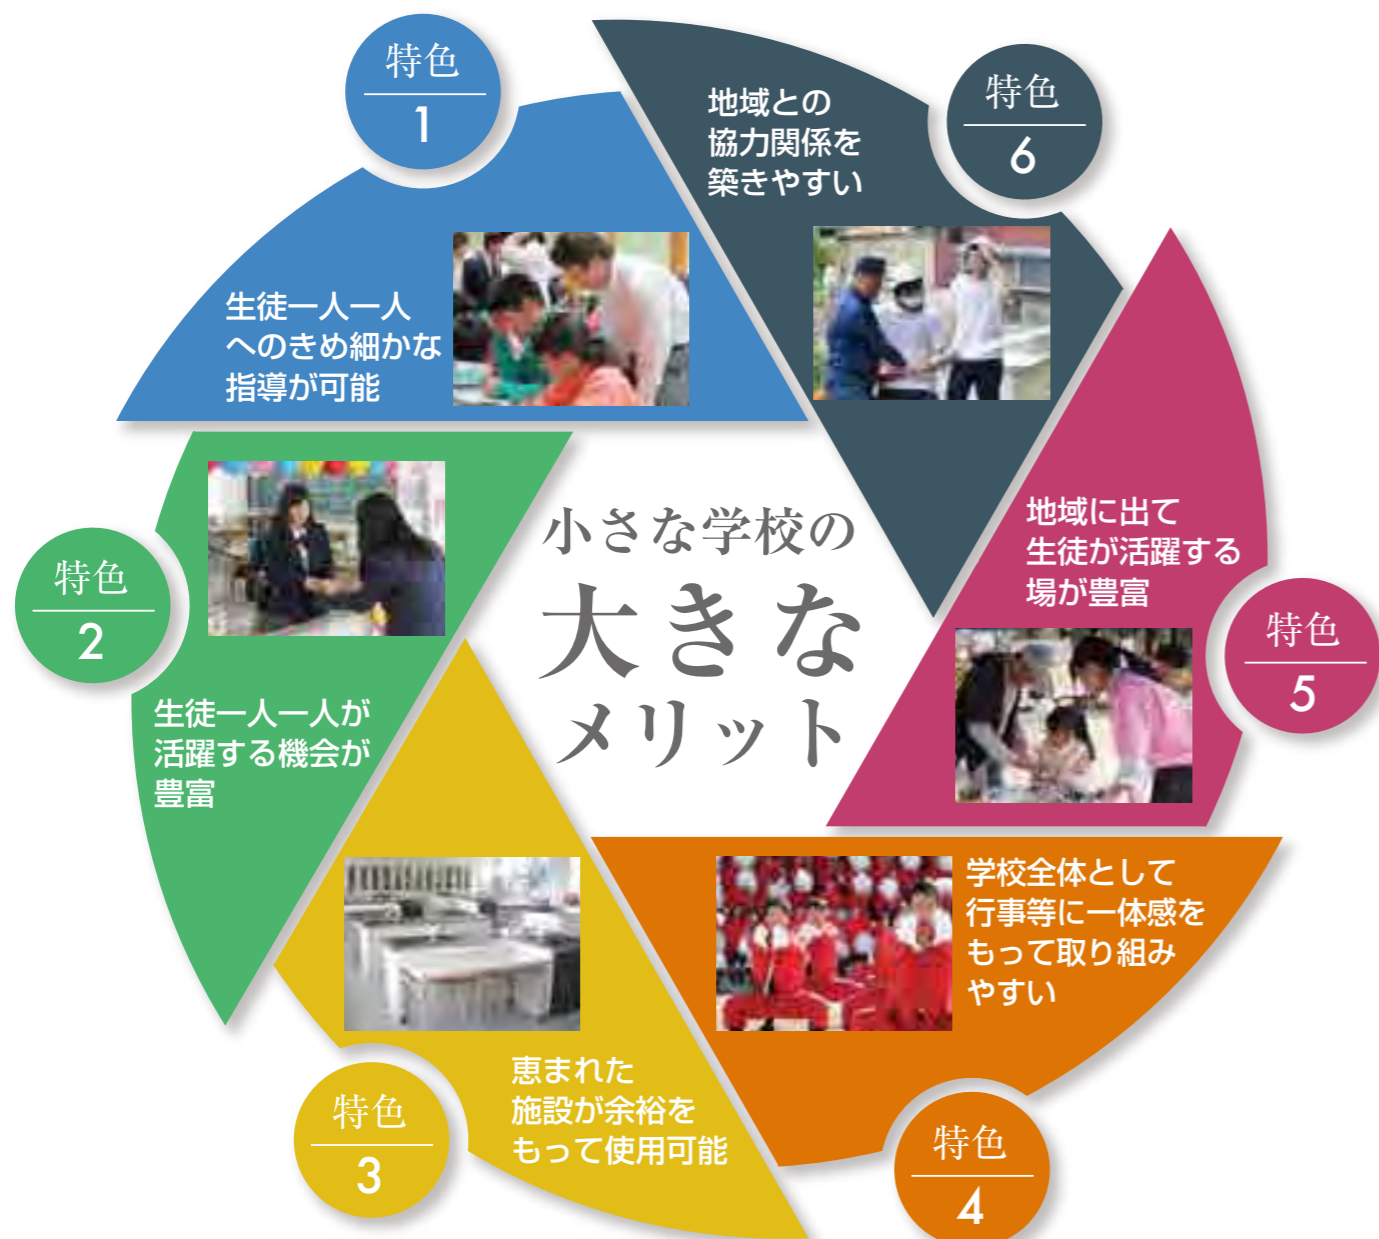 小さな学校の
大きな
メリット
特色
1
生徒一人一人
へのきめ細かな
指導が可能
特色
2
生徒一人一人が
活躍する機会が
豊富
特色
3
恵まれた
施設が余裕を
もって使用可能
特色
4
学校全体として
行事等に一体感を
もって取り組み
やすい
特色
5
地域に出て
生徒が活躍する
場が豊富
特色
6
地域との
協力関係を
築きやすい